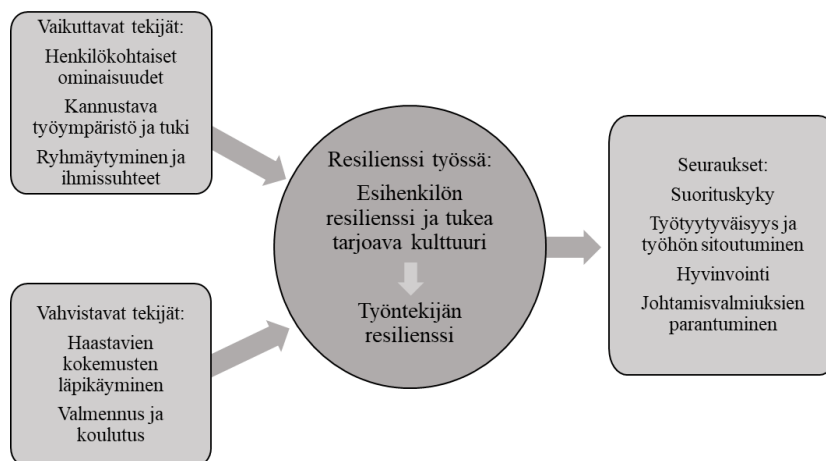 Vaikuttavat tekijät:
Henkilökohtaiset
ominaisuudet
Kannustava
työympäristö ja tuki
Ryhmäytyminen ja
ihmissuhteet
Vahvistavat tekijät:
Haastavien
kokemusten
läpikäyminen
Valmennus ja
koulutus
Resilienssi työssä:
Esihenkilön
resilienssi ja tukea
tarjoava kulttuuri
Työntekijän
resilienssi
Seuraukset:
Suorituskyky
Työtyytyväisyys ja
työhön sitoutuminen
Hyvinvointi
Johtamisvalmiuksien
parantuminen